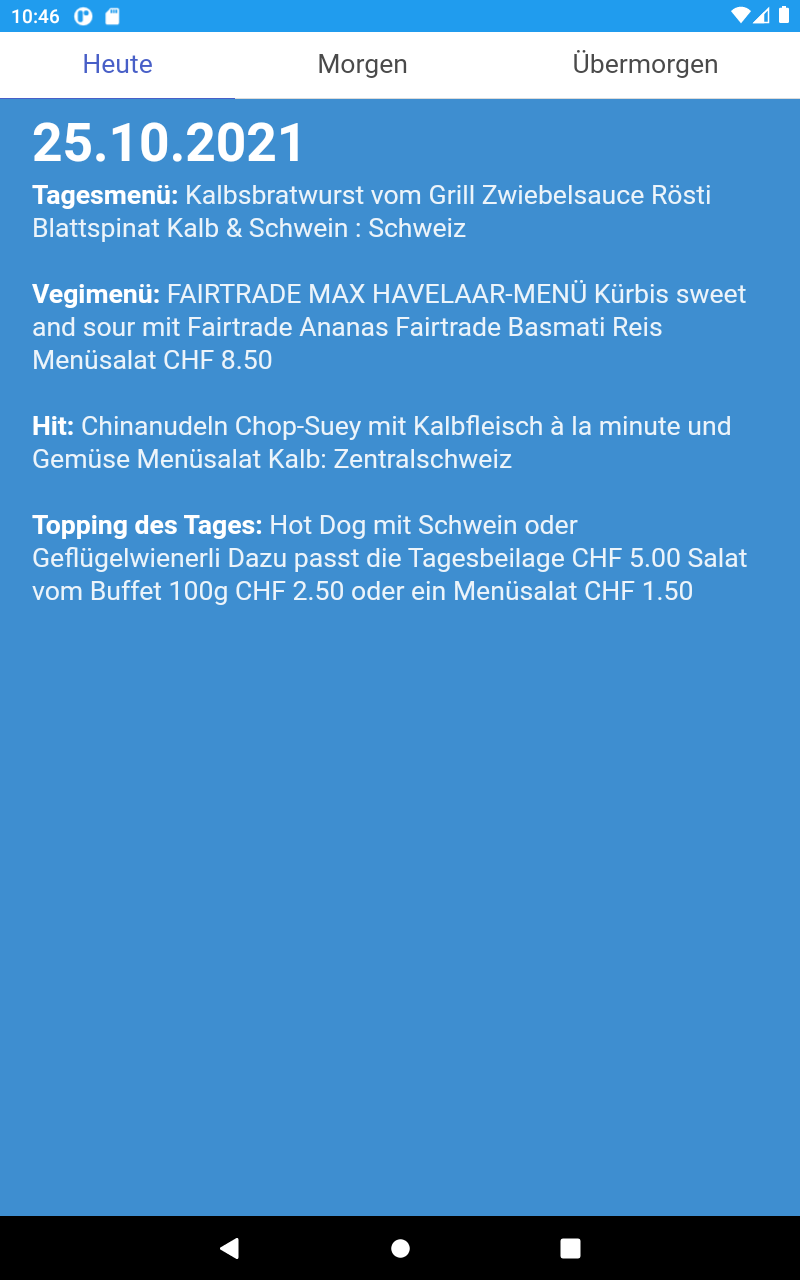 10:46
Heute Morgen Übermorgen
25.10.2021
Tagesmenü: Kalbsbratwurst vom Grill Zwiebelsauce Rösti
Blattspinat Kalb & Schwein : Schweiz
Vegimenü: FAIRTRADE MAX HAVELAAR-MENÜ Kürbis sweet
and sour mit Fairtrade Ananas Fairtrade Basmati Reis
Menüsalat CHF 8.50
Hit: Chinanudeln Chop-Suey mit Kalbfleisch à la minute und
Gemüse Menüsalat Kalb: Zentralschweiz
Topping des Tages: Hot Dog mit Schwein oder
Geflügelwienerli Dazu passt die Tagesbeilage CHF 5.00 Salat
vom Buffet 100g CHF 2.50 oder ein Menüsalat CHF 1.50